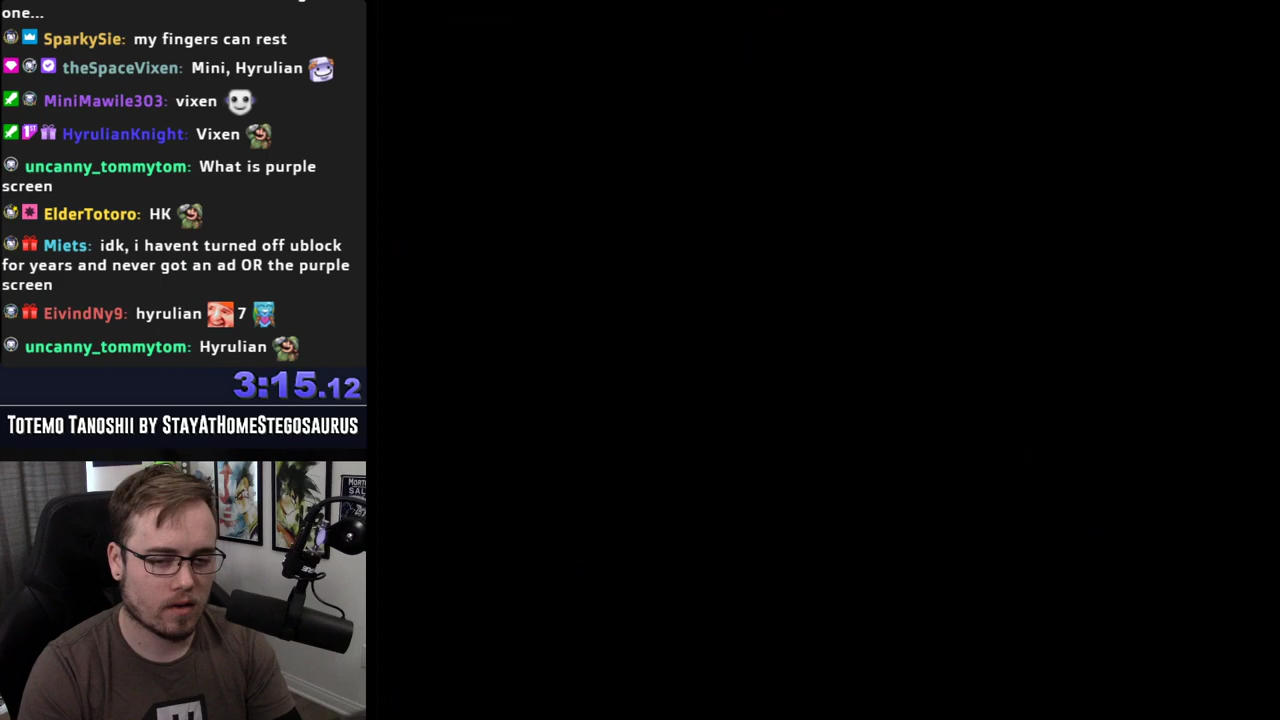 one...
SparkySie: my fingers can rest
theSpaceVixen: Mini, Hyrulian
MiniMawile303: vixen
HyrulianKnight: Vixen
uncanny_tommytom: What is purple
screen
ElderTotoro: HK
Miets: idk, i havent turned off ublock
for years and never got an ad OR the purple
screen
EivindNy9: hyrulian 7
uncanny_tommytom: Hyrulian
3:15.12
Totemo Tanoshii by StayAtHomeStegosaurus